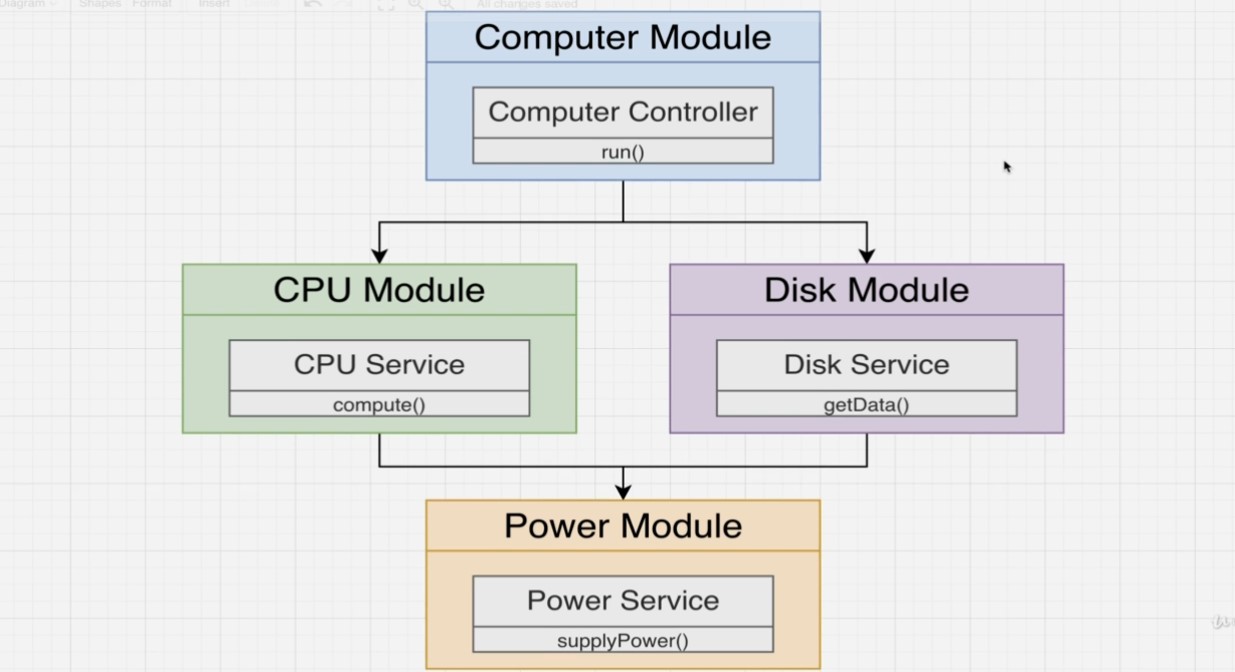 Diagram Shapes Format Insert All changes saved
Computer Module
Computer Controller
run()
CPU Module
Disk Module
CPU Service
Disk Service
compute()
getData()
Power Module
Power Service
supplyPower()